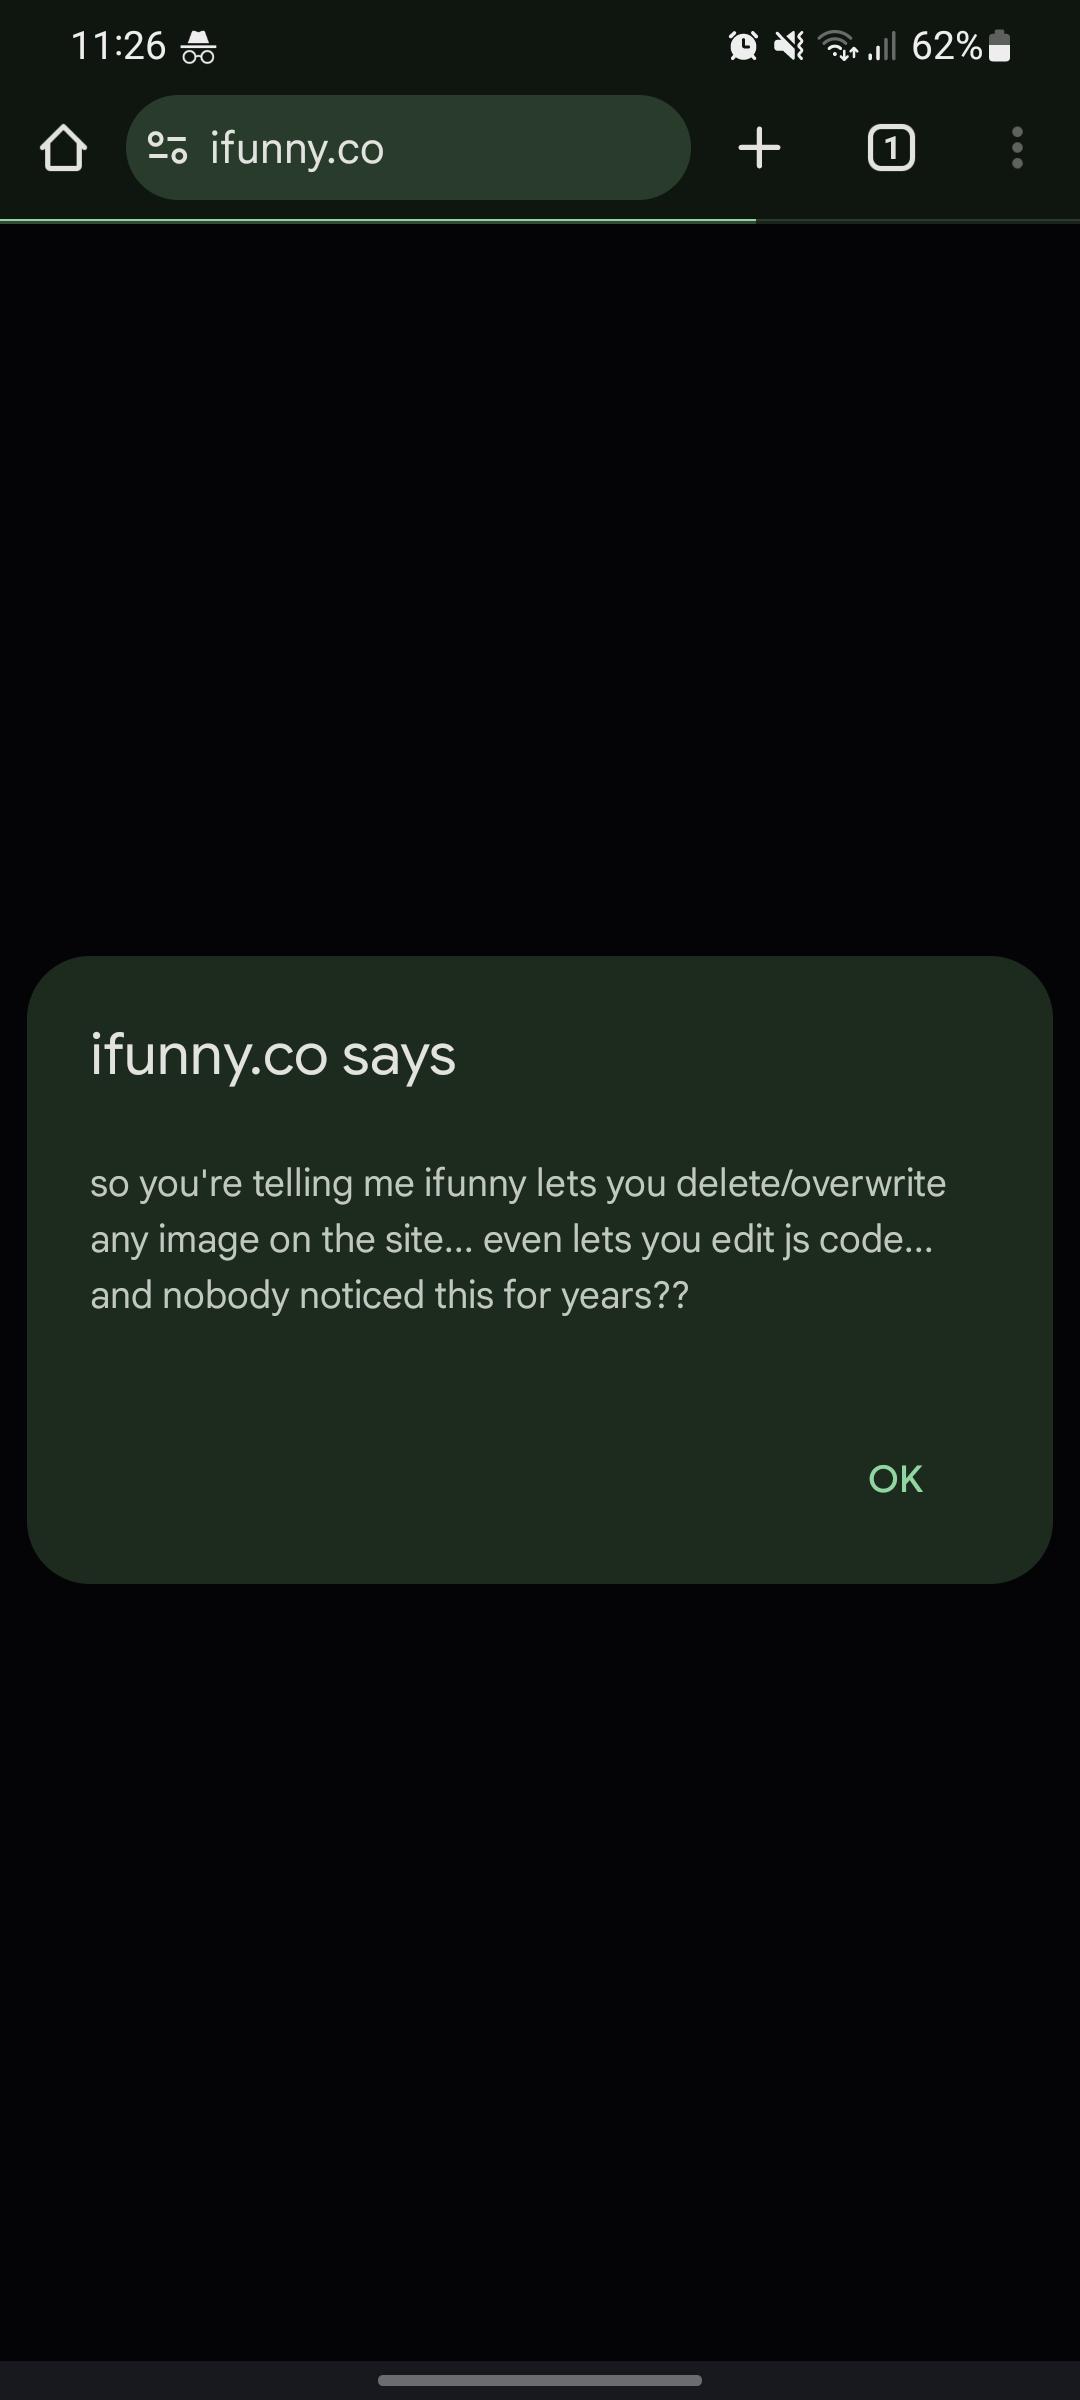 11:26
62%
ifunny.co
1
ifunny.co says
so you're telling me ifunny lets you delete/overwrite
any image on the site... even lets you edit js code...
and nobody noticed this for years??
OK